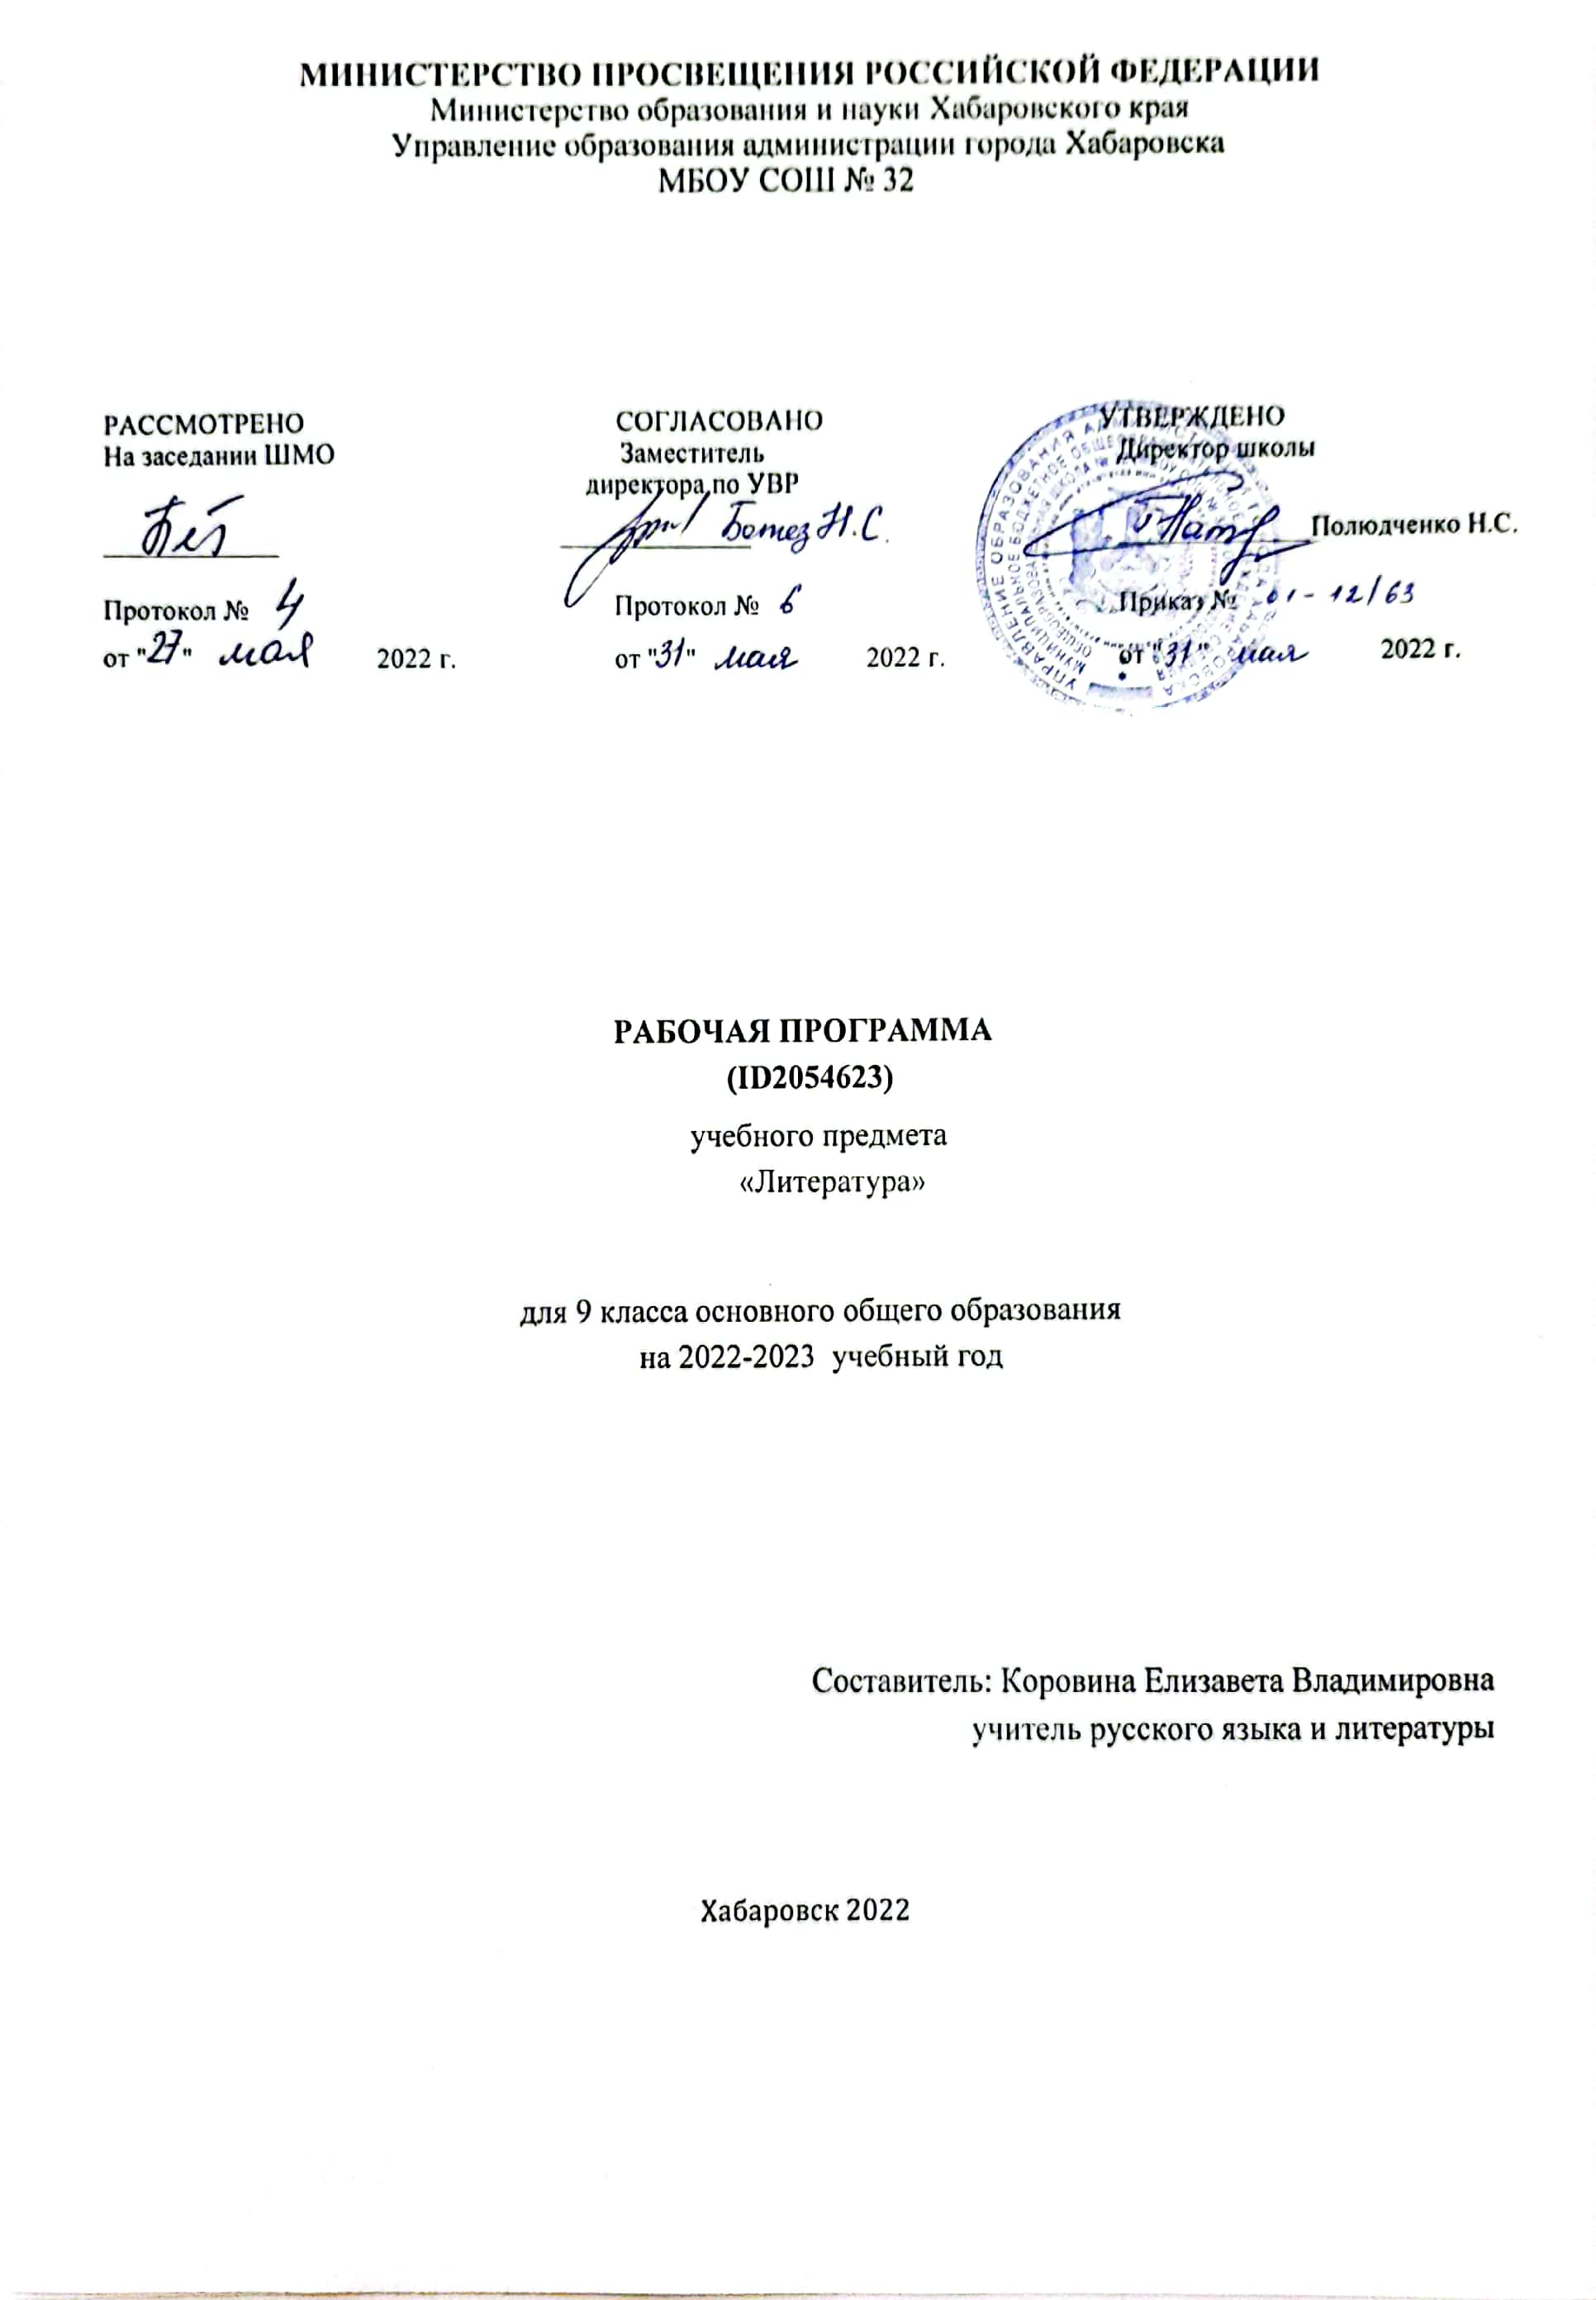 МИНИСТЕРСТВО ПРОСВЕЩЕНИЯ РОССИЙСКОЙ ФЕДЕРАЦИИ
Министерство образования и науки Хабаровского края
Управление образования администрации города Хабаровска
МБОУ СОШ № 32
РАССМОТРЕНО
На заседании ШМО
Протокол № 4
от "27" мая 2022 г.
СОГЛАСОВАНО
Заместитель
директора по УВР
Ботез Н.С.
Протокол № 6
от "31" мая 2022 г.
УТВЕРЖДЕНО
Директор школы
Полюдченко Н.С.
Приказ № 01-12/63
от "31" мая 2022 г.
РАБОЧАЯ ПРОГРАММА
(ID2054623)
учебного предмета
«Литература»
для 9 класса основного общего образования
на 2022-2023 учебный год
Составитель: Коровина Елизавета Владимировна
учитель русского языка и литературы
Хабаровск 2022